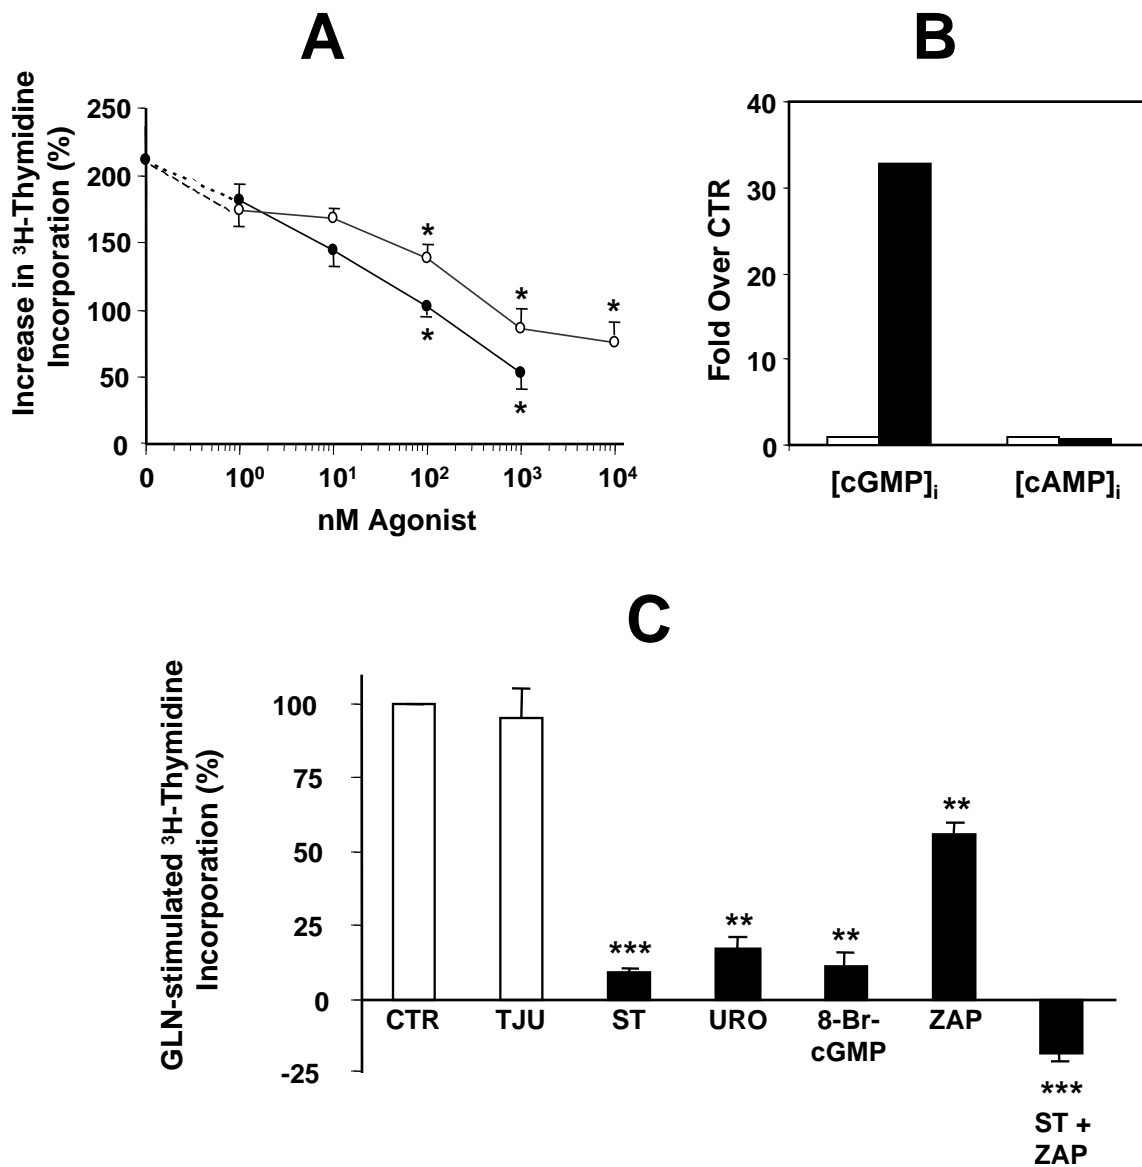 A
Increase in ³H-Thymidine
Incorporation (%)
250
200
150
100
50
0
*
*
*
*
*
0
10⁰
10¹
10²
10³
10⁴
nM Agonist
B
Fold Over CTR
40
30
20
10
0
[cGMP]ᵢ
[cAMP]ᵢ
C
GLN-stimulated ³H-Thymidine
Incorporation (%)
100
75
50
25
0
-25
***
**
**
**
CTR
TJU
ST
URO
8-Br-
cGMP
ZAP
***
ST +
ZAP